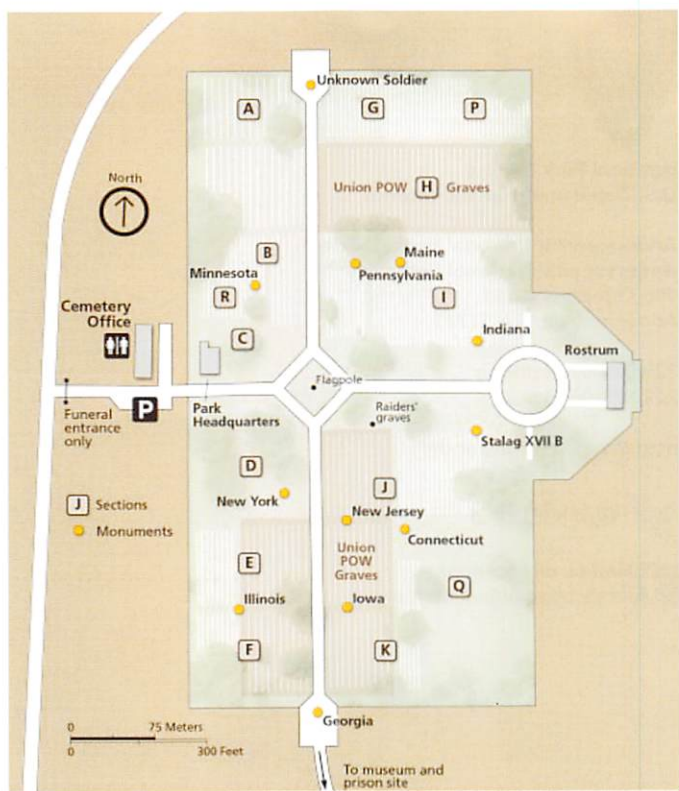 Unknown Soldier
A
G
P
North
Union POW H Graves
B
Maine
Minnesota
Pennsylvania
R
I
Cemetery
Office
C
Indiana
Rostrum
Flagpole
P
Funeral
entrance
only
Park
Headquarters
Raiders'
graves
Stalag XVII B
D
J
New York
J Sections
New Jersey
Monuments
Connecticut
Union
POW
Graves
E
Q
Illinois
Iowa
F
K
Georgia
0 75 Meters
0 300 Feet
To museum and
prison site